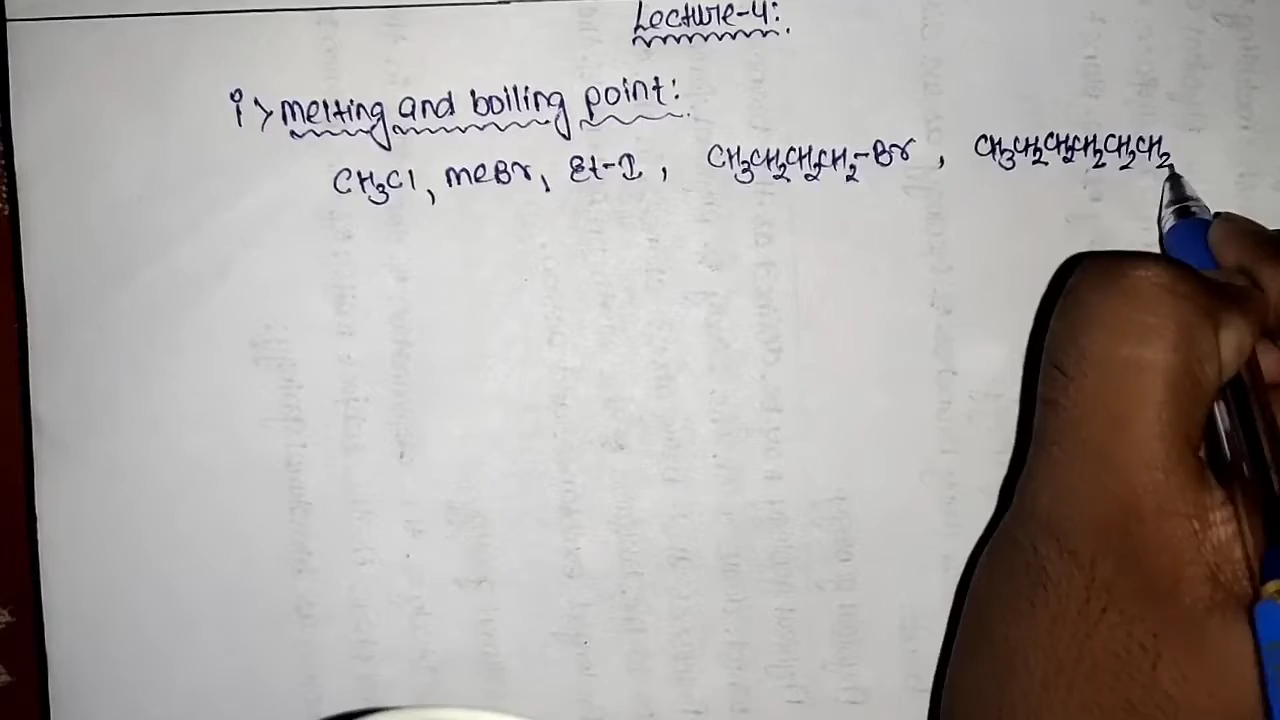 Lecture-4:
i> melting and boiling point:
CH3Cl, meBr, Et-I, CH3CH2CH2CH2-Br, CH3CH2CH2CH2CH2CH2